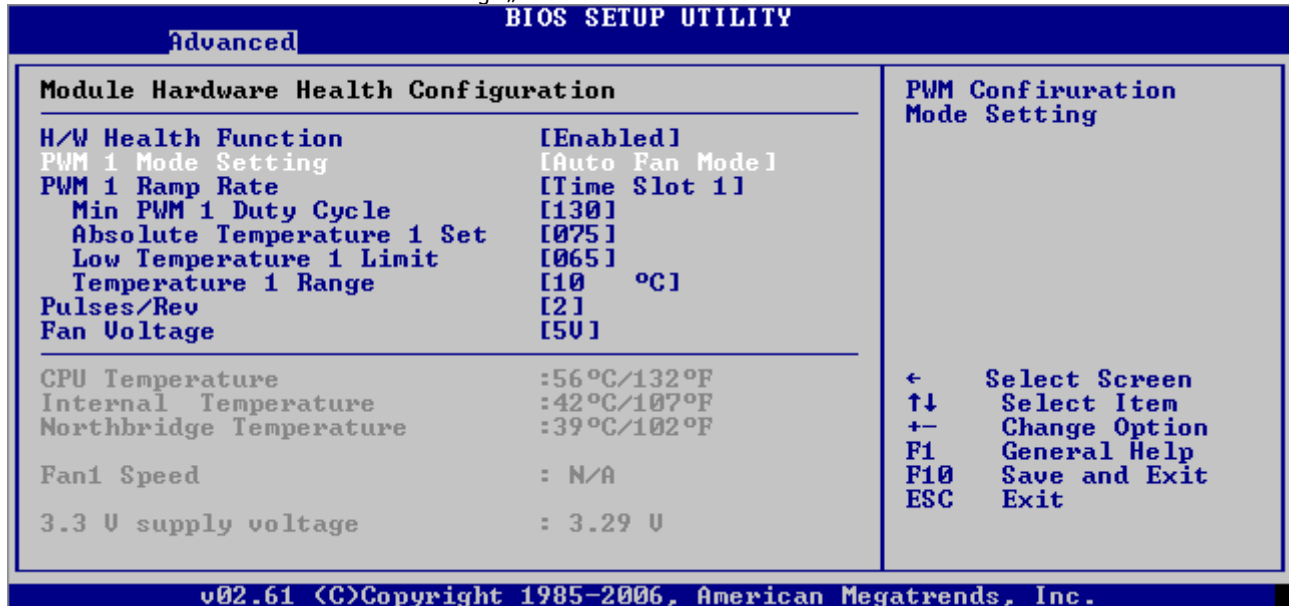 BIOS SETUP UTILITY
Advanced
Module Hardware Health Configuration
H/W Health Function [Enabled]
PWM 1 Mode Setting [Auto Fan Mode]
PWM 1 Ramp Rate [Time Slot 1]
Min PWM 1 Duty Cycle [130]
Absolute Temperature 1 Set [075]
Low Temperature 1 Limit [065]
Temperature 1 Range [10 ºC]
Pulses/Rev [2]
Fan Voltage [5V]
CPU Temperature :56ºC/132ºF
Internal Temperature :42ºC/107ºF
Northbridge Temperature :39ºC/102ºF
Fan1 Speed : N/A
3.3 V supply voltage : 3.29 V
PWM Confiruration
Mode Setting
← Select Screen
↑↓ Select Item
+- Change Option
F1 General Help
F10 Save and Exit
ESC Exit
v02.61 (C)Copyright 1985-2006, American Megatrends, Inc.